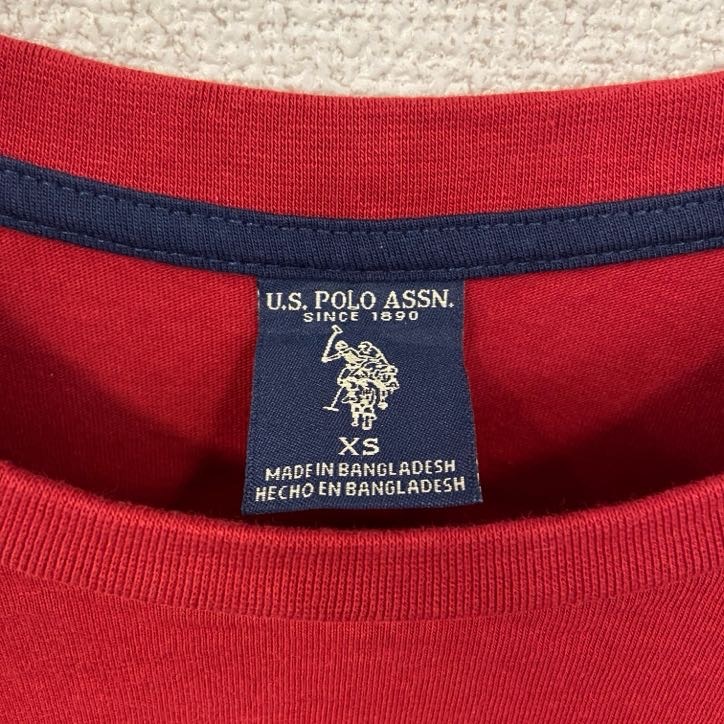 U.S. POLO ASSN.
SINCE 1890
XS
MADE IN BANGLADESH
HECHO EN BANGLADESH